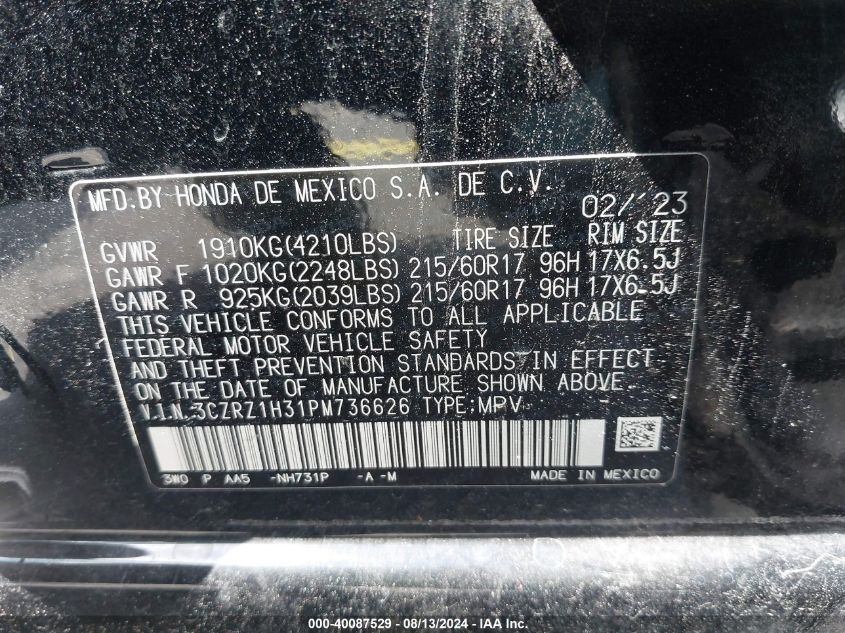 MFD.BY HONDA DE MEXICO S.A. DE C.V. 02/'23
GVWR 1910KG(4210LBS) TIRE SIZE RIM SIZE
GAWR F 1020KG(2248LBS) 215/60R17 96H 17X6.5J
GAWR R 925KG(2039LBS) 215/60R17 96H 17X6.5J
THIS VEHICLE CONFORMS TO ALL APPLICABLE
FEDERAL MOTOR VEHICLE SAFETY
AND THEFT PREVENTION STANDARDS IN EFFECT
ON THE DATE OF MANUFACTURE SHOWN ABOVE.
V.I.N.3CZRZ1H31PM736626 TYPE:MPV
3W0 P AA5 -NH731P -A -M MADE IN MEXICO
000-40087529 - 08/13/2024 - IAA Inc.